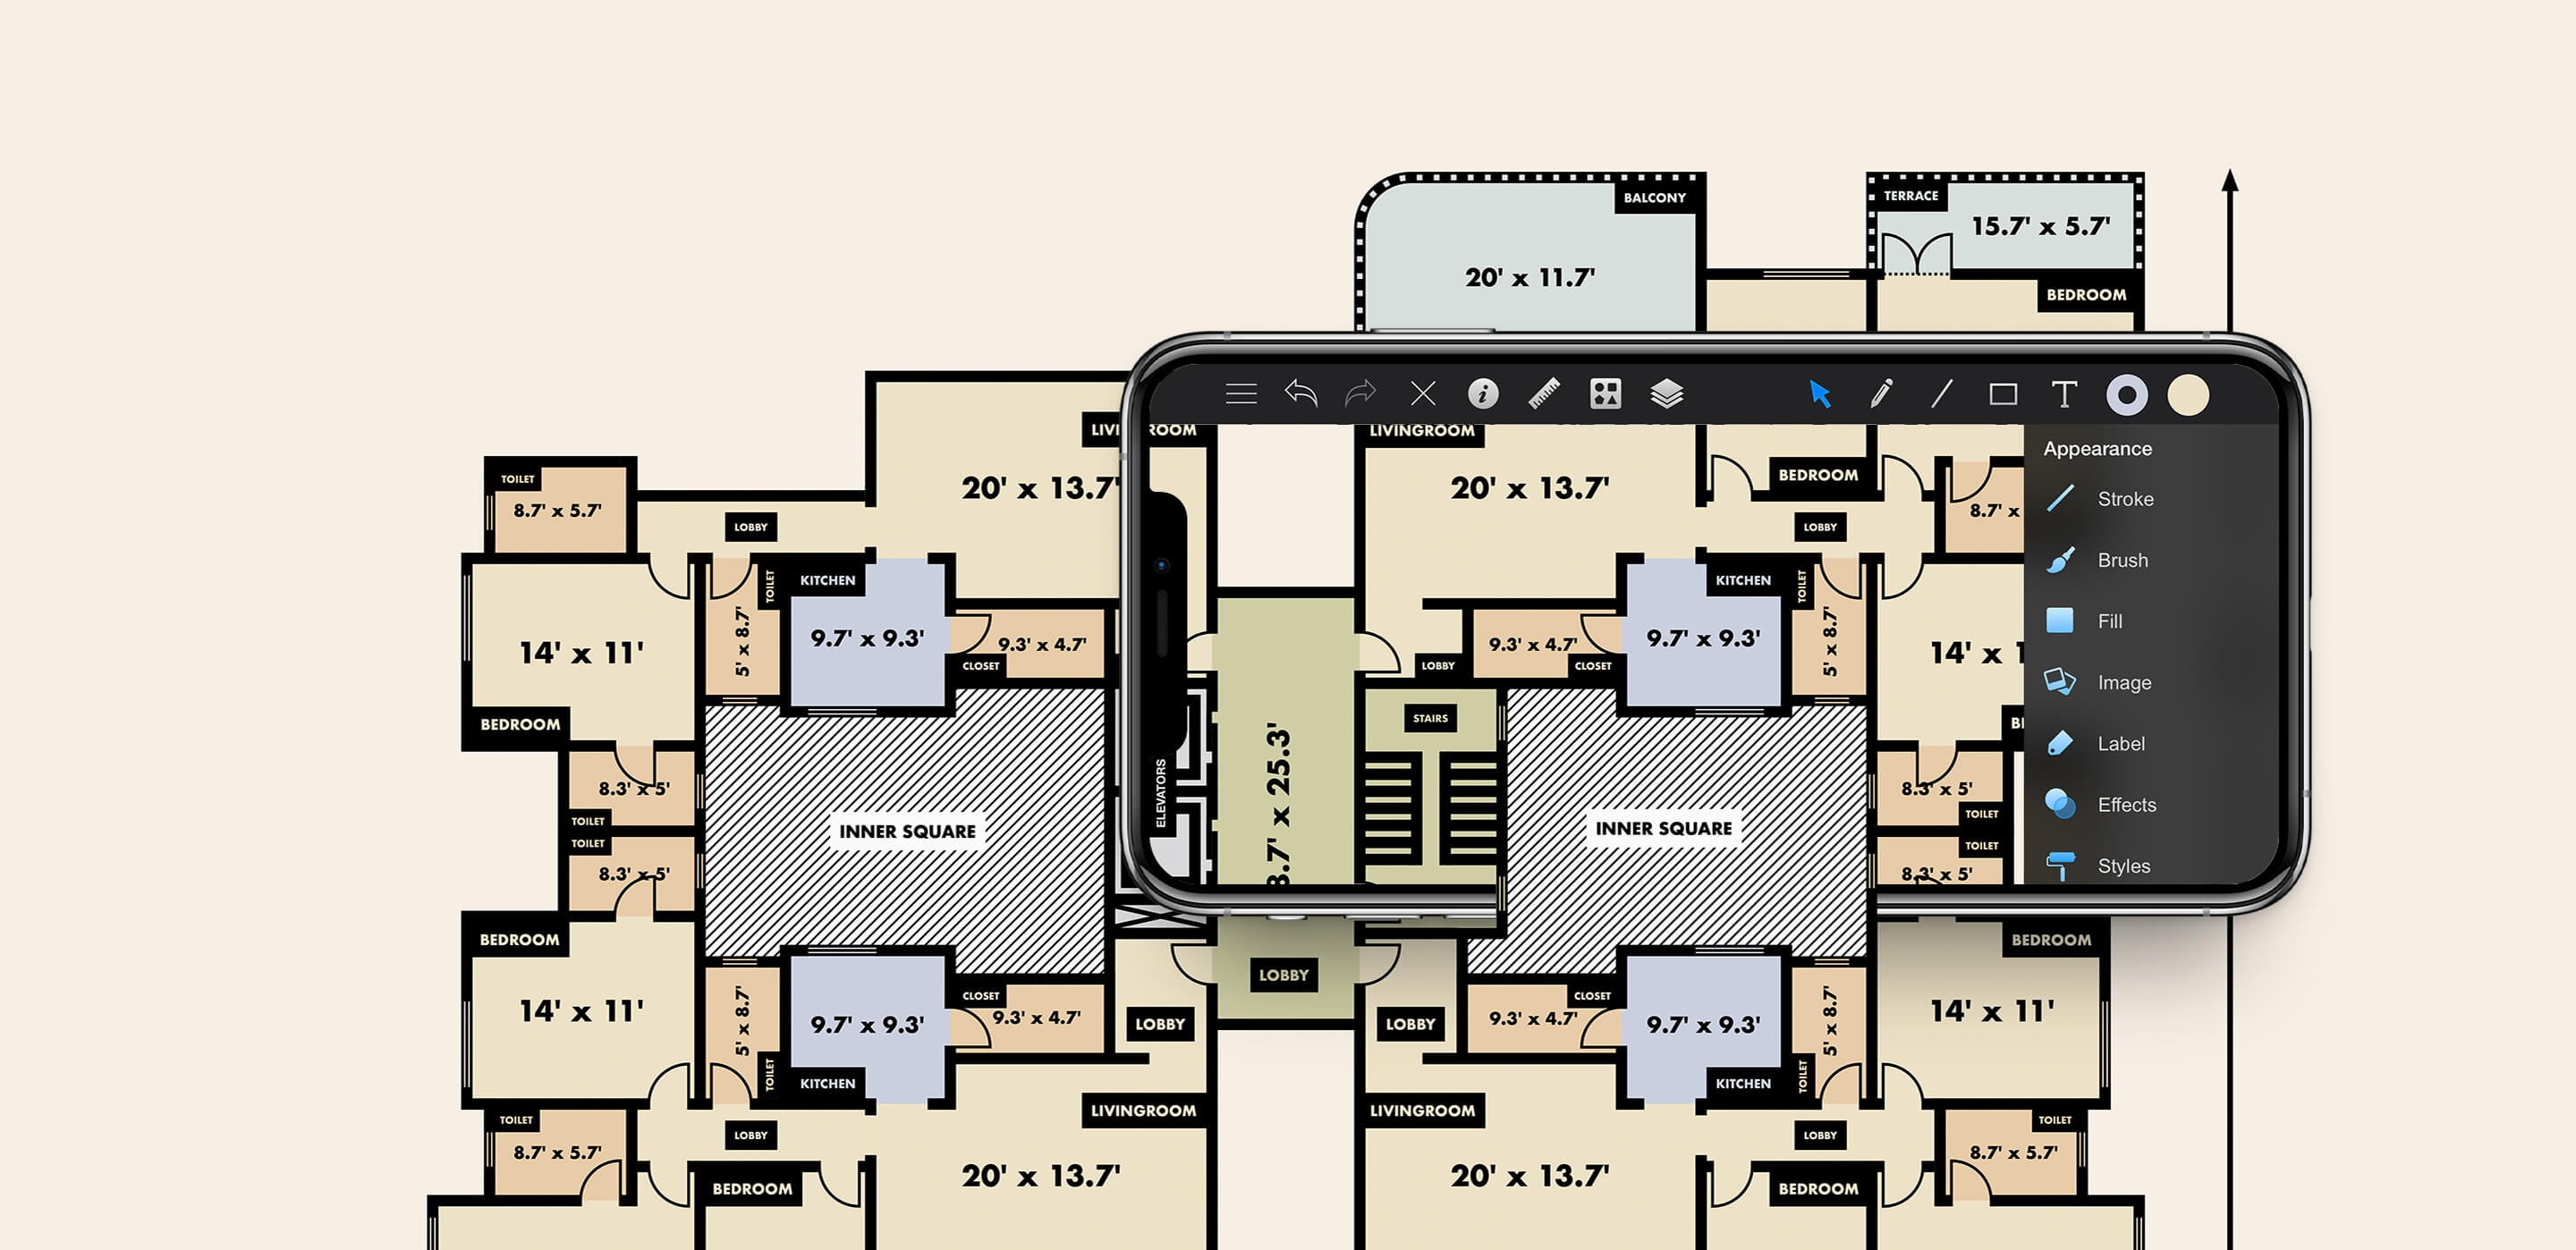 BALCONY
TERRACE
15.7' x 5.7'
20' x 11.7'
BEDROOM
LIVINGROOM
LIVINGROOM
Appearance
TOILET
BEDROOM
20' x 13.7'
20' x 13.7'
Stroke
8.7' x 5.7'
8.7' x
LOBBY
LOBBY
Brush
KITCHEN
TOILET
KITCHEN
TOILET
Fill
14' x 11'
5' x 8.7'
9.7' x 9.3'
9.3' x 4.7'
9.3' x 4.7'
9.7' x 9.3'
5' x 8.7'
14' x 1
CLOSET
LOBBY
CLOSET
Image
BEDROOM
STAIRS
Label
8.3' x 5'
ELEVATORS
8.7' x 25.3'
8.3' x 5'
Effects
TOILET
INNER SQUARE
INNER SQUARE
TOILET
TOILET
TOILET
8.3' x 5'
8.3' x 5'
Styles
BEDROOM
BEDROOM
LOBBY
14' x 11'
5' x 8.7'
9.7' x 9.3'
CLOSET
9.3' x 4.7'
LOBBY
LOBBY
CLOSET
9.3' x 4.7'
9.7' x 9.3'
5' x 8.7'
14' x 11'
TOILET
KITCHEN
KITCHEN
TOILET
TOILET
LIVINGROOM
LIVINGROOM
TOILET
8.7' x 5.7'
LOBBY
LOBBY
8.7' x 5.7'
BEDROOM
20' x 13.7'
20' x 13.7'
BEDROOM